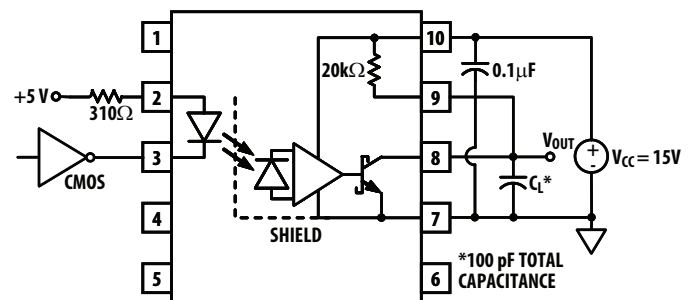 1
10
20kΩ
0.1μF
+5 V
310Ω
2
9
CMOS
3
8
VOUT
+
-
VCC = 15V
CL*
4
7
SHIELD
5
6
*100 pF TOTAL
CAPACITANCE